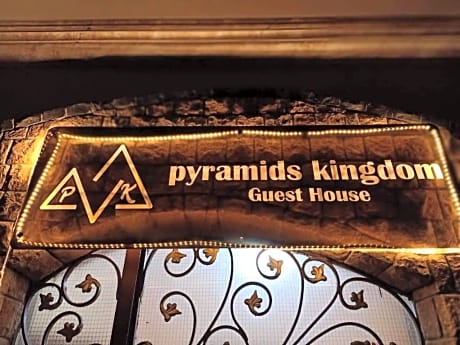 P K
pyramids kingdom
Guest House